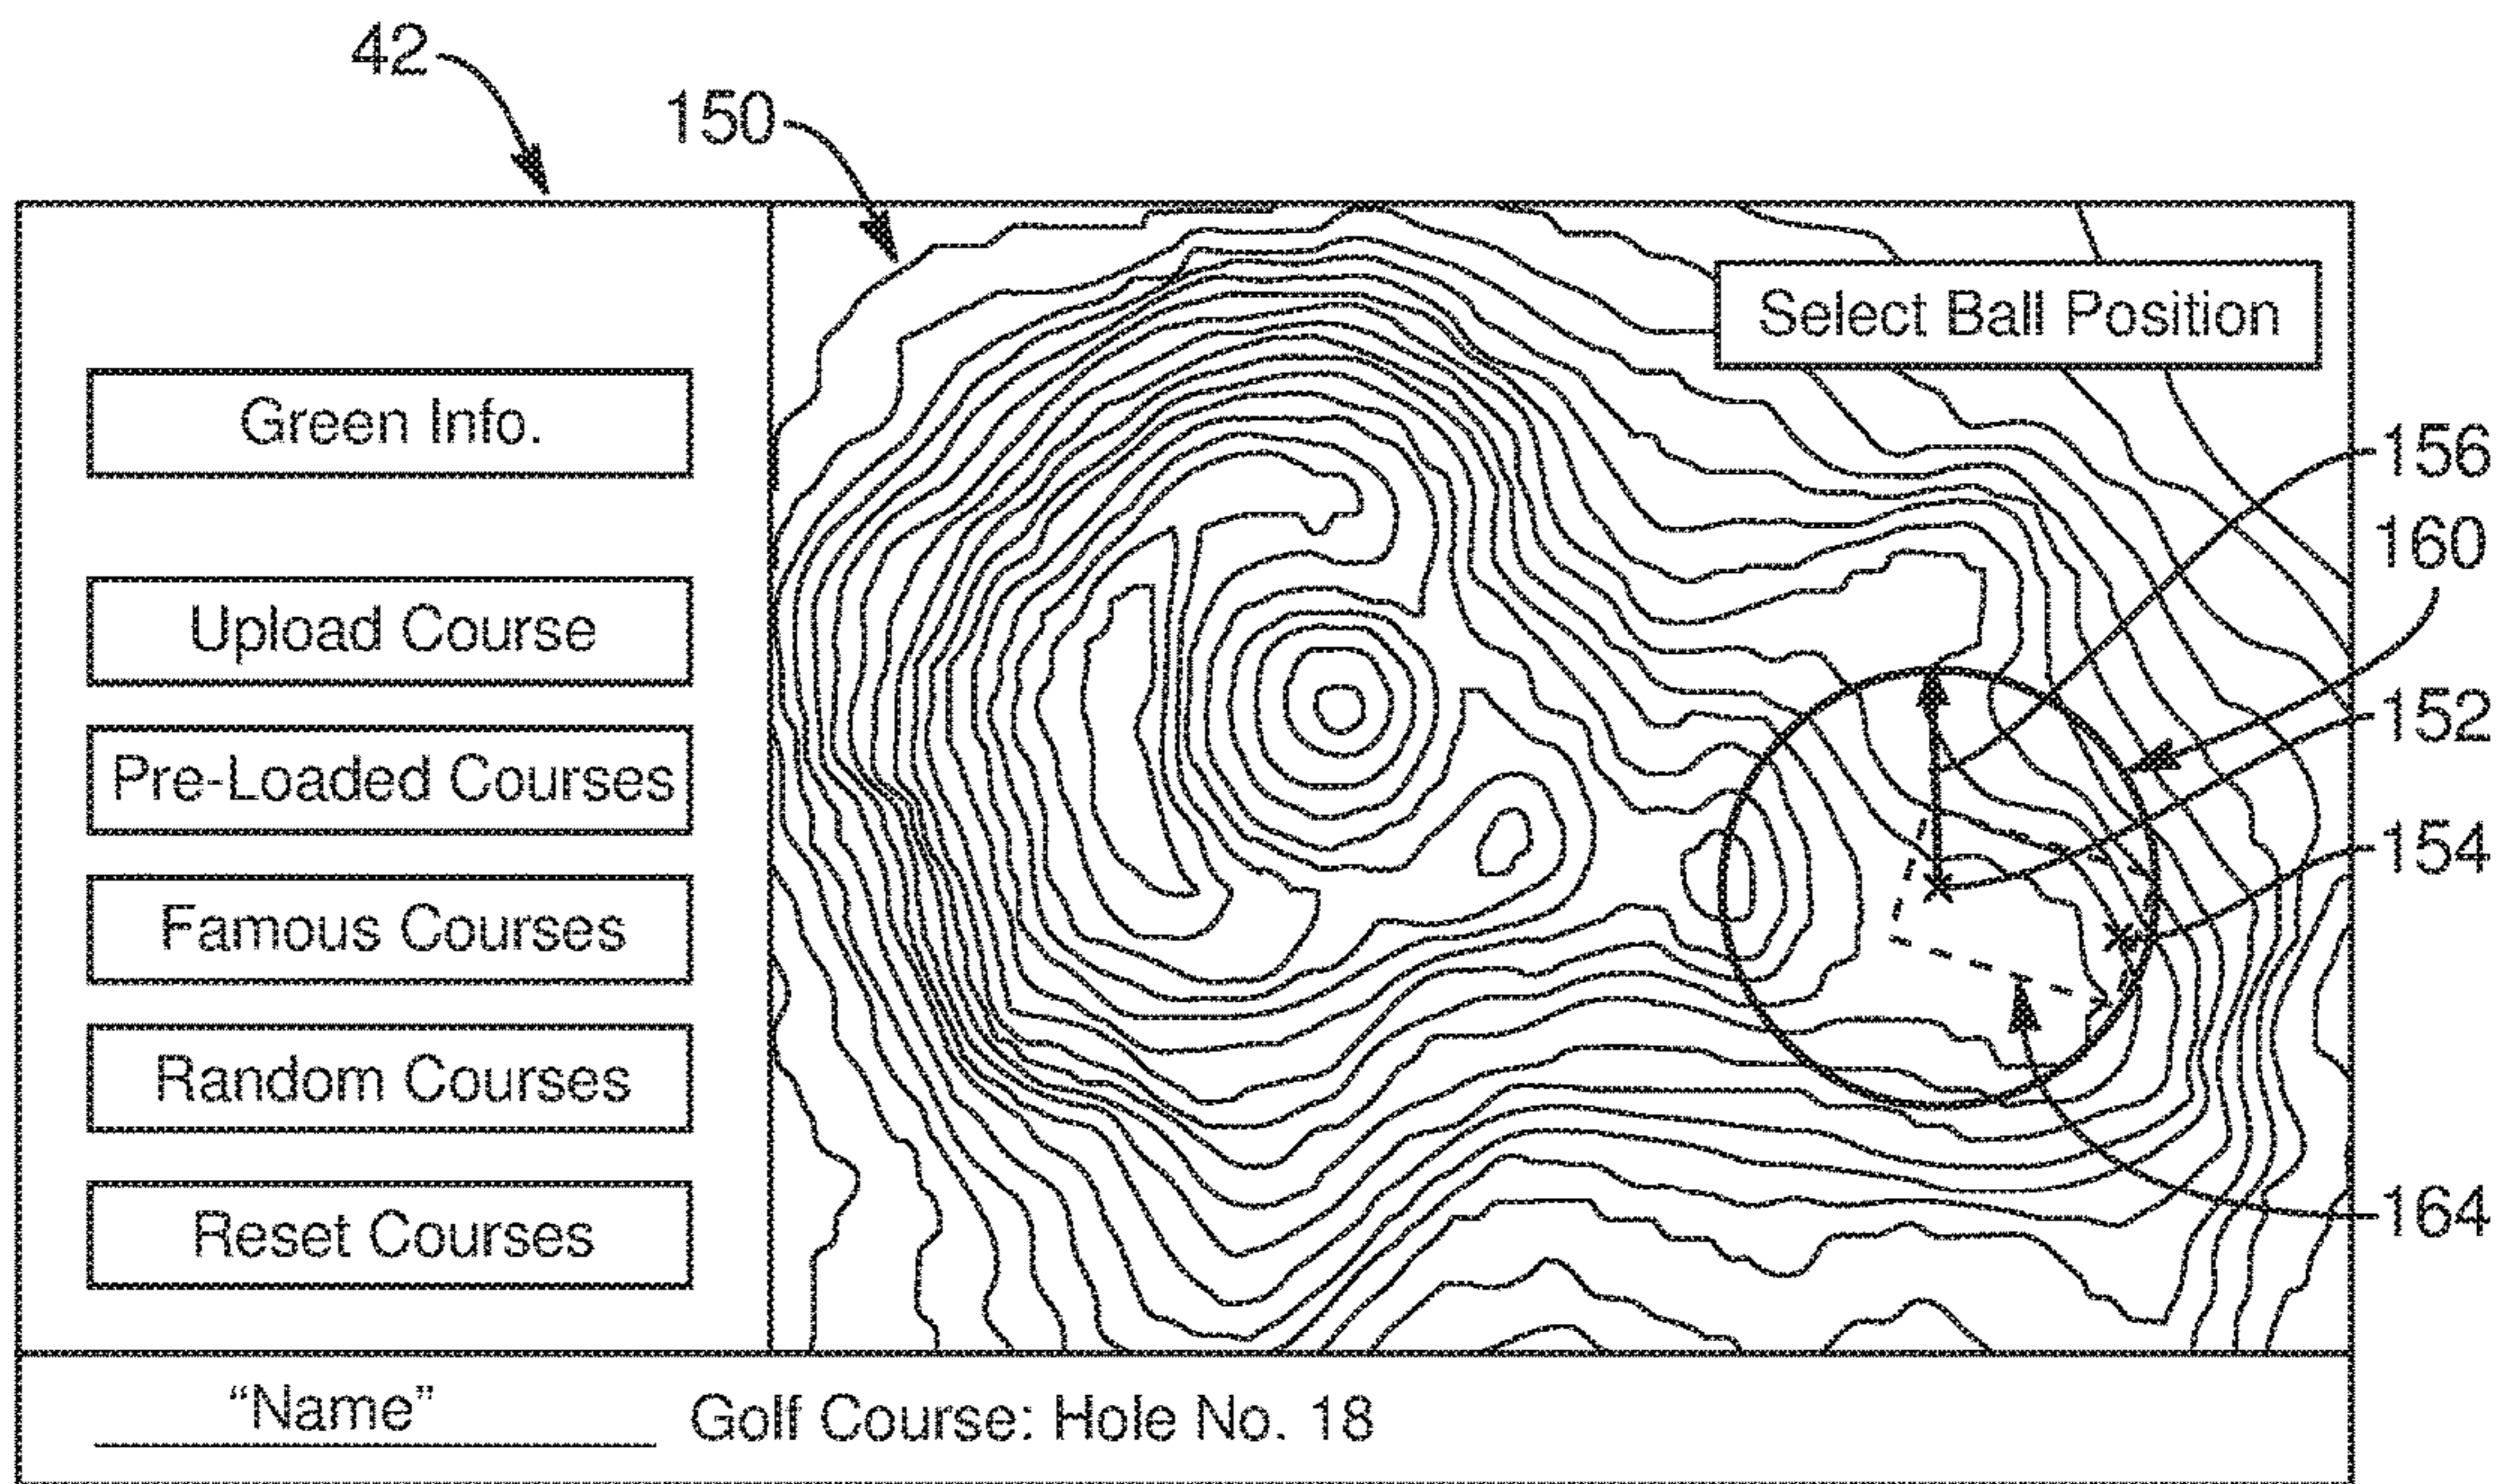 42
150
Select Ball Position
Green Info.
156
160
Upload Course
152
Pre-Loaded Courses
154
Famous Courses
Random Courses
164
Reset Courses
“Name” Golf Course: Hole No. 18